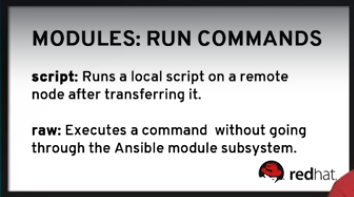 MODULES: RUN COMMANDS
script: Runs a local script on a remote
node after transferring it.
raw: Executes a command without going
through the Ansible module subsystem.
redhat.